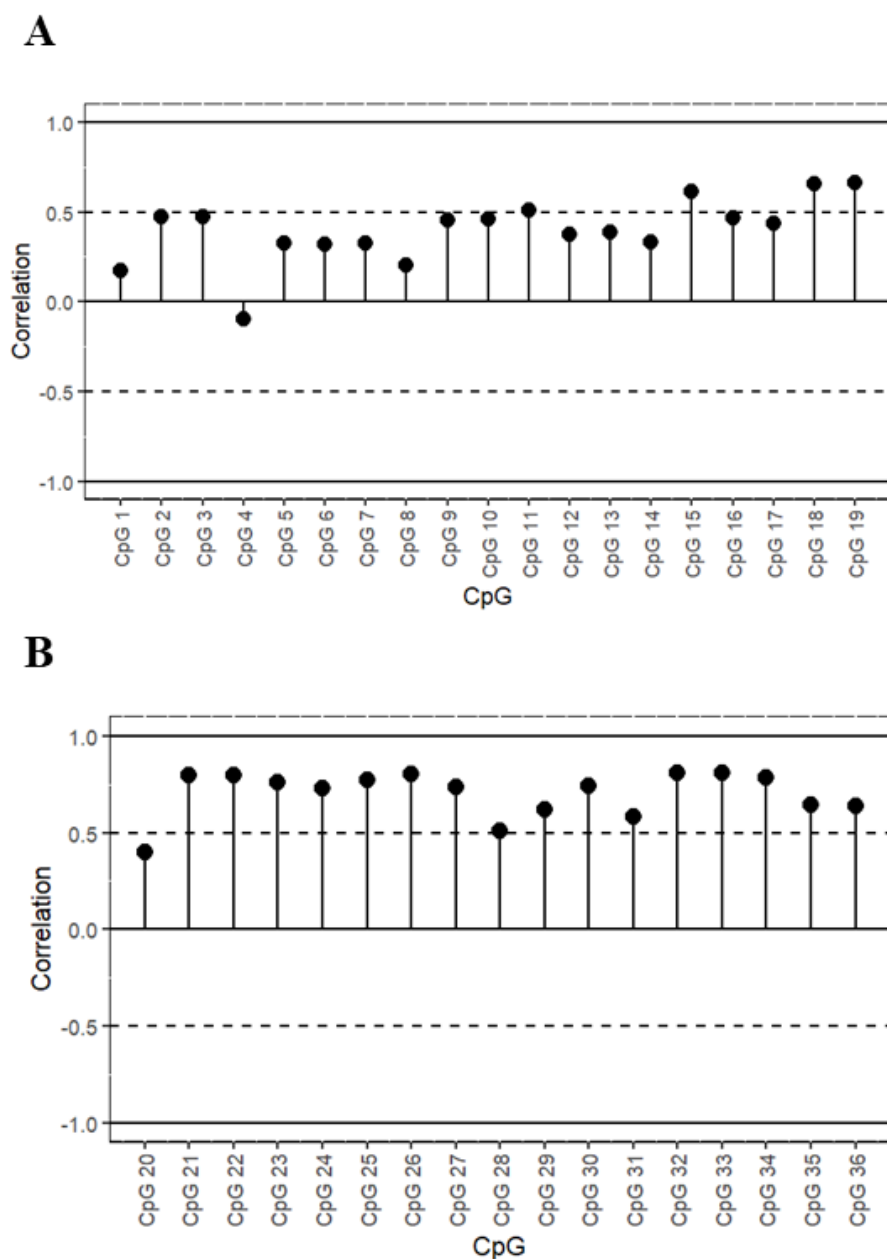 A
1.0
0.5
0.0
-0.5
-1.0
Correlation
CpG 1
CpG 2
CpG 3
CpG 4
CpG 5
CpG 6
CpG 7
CpG 8
CpG 9
CpG 10
CpG 11
CpG 12
CpG 13
CpG 14
CpG 15
CpG 16
CpG 17
CpG 18
CpG 19
CpG
B
1.0
0.5
0.0
-0.5
-1.0
Correlation
CpG 20
CpG 21
CpG 22
CpG 23
CpG 24
CpG 25
CpG 26
CpG 27
CpG 28
CpG 29
CpG 30
CpG 31
CpG 32
CpG 33
CpG 34
CpG 35
CpG 36
CpG